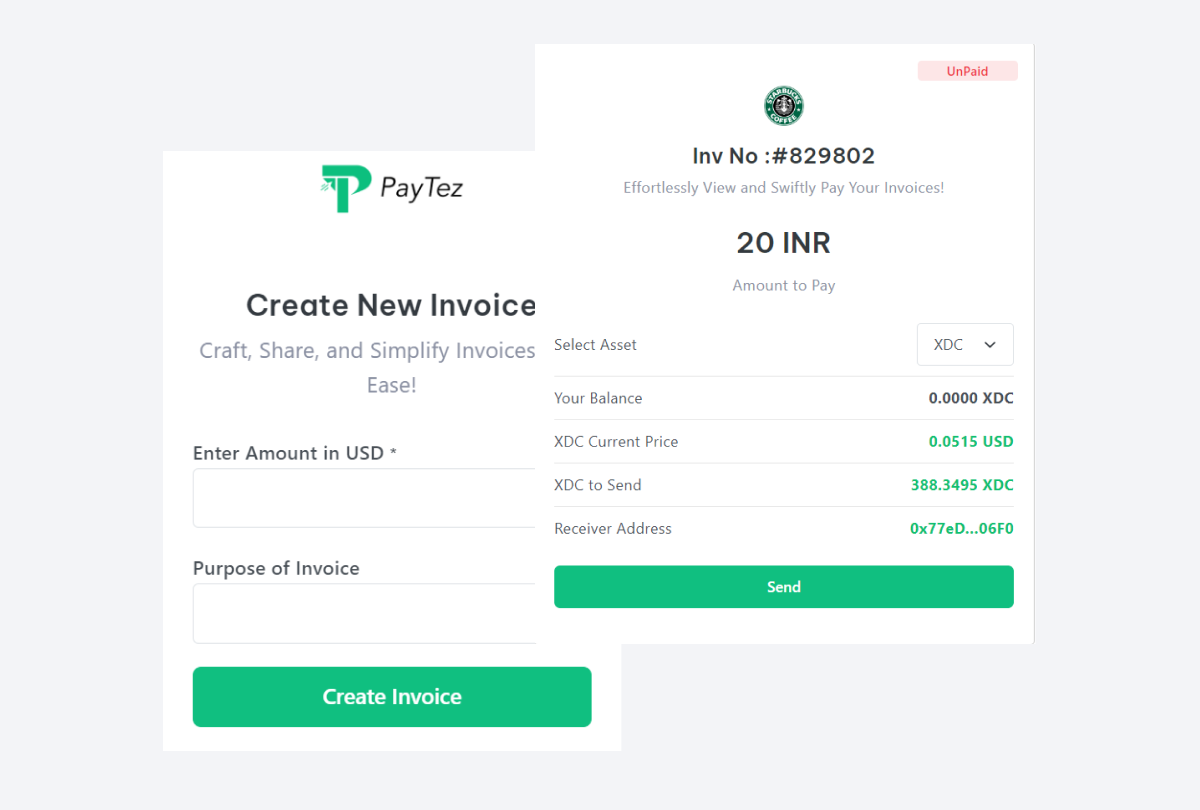 PayTez
Create New Invoice
Craft, Share, and Simplify Invoices
Ease!
Enter Amount in USD *
Purpose of Invoice
Create Invoice
UnPaid
STARBUCKS
COFFEE
Inv No :#829802
Effortlessly View and Swiftly Pay Your Invoices!
20 INR
Amount to Pay
Select Asset XDC
Your Balance 0.0000 XDC
XDC Current Price 0.0515 USD
XDC to Send 388.3495 XDC
Receiver Address 0x77eD...06F0
Send